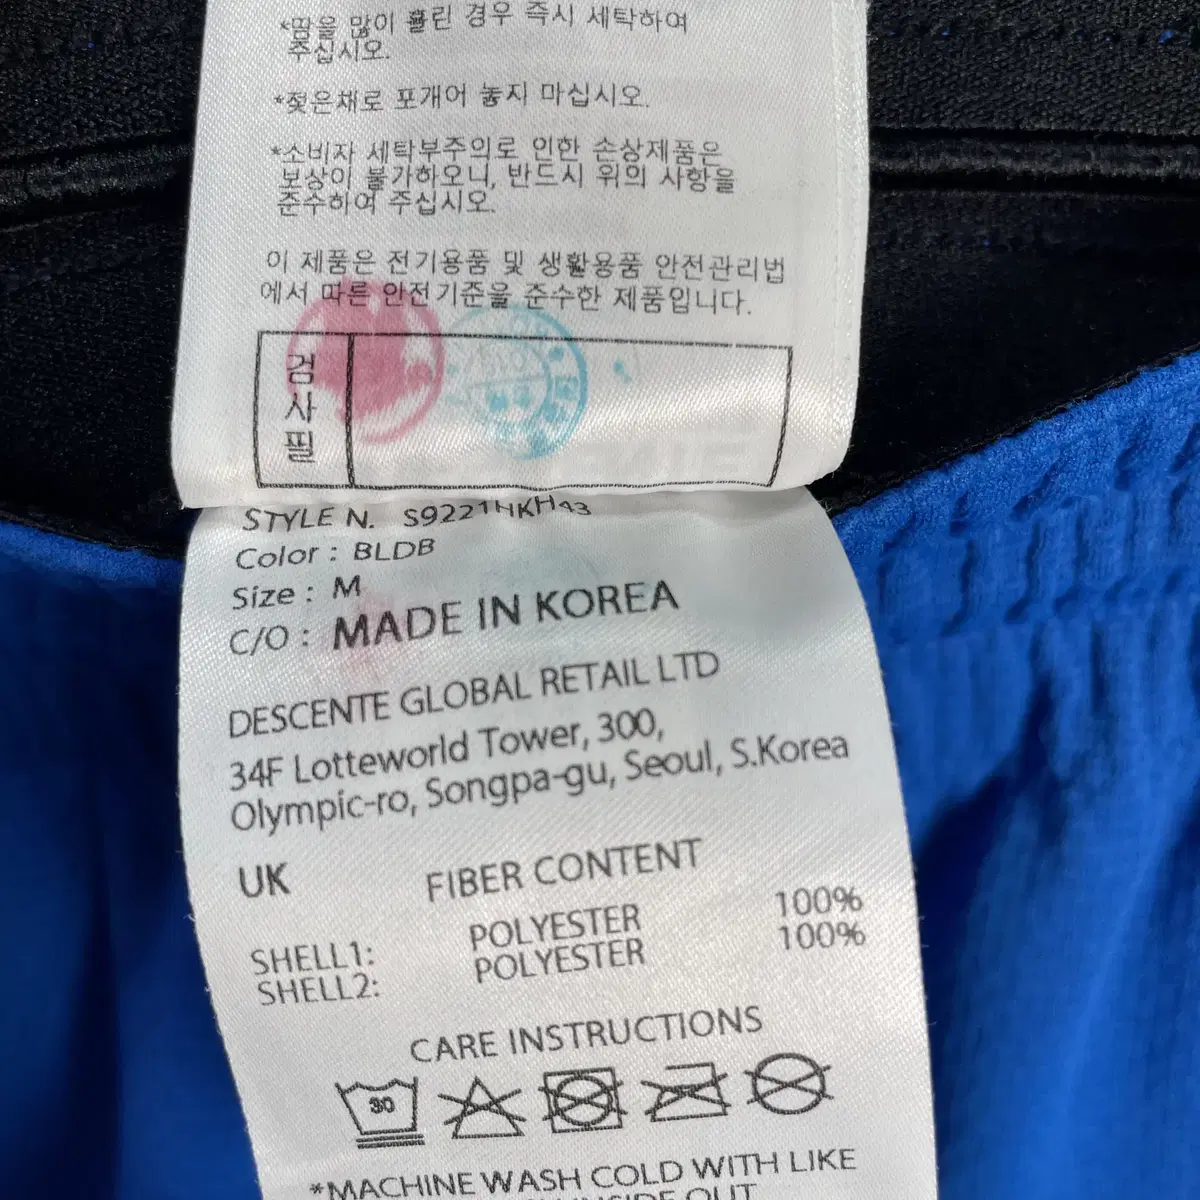 *땀을 많이 흘린 경우 즉시 세탁하여
주십시오.
*젖은채로 포개어 놓지 마십시오.
*소비자 세탁부주의로 인한 손상제품은
보상이 불가하오니, 반드시 위의 사항을
준수하여 주십시오.
이 제품은 전기용품 및 생활용품 안전관리법
에서 따른 안전기준을 준수한 제품입니다.
검
사
필
STYLE N. S9221HKH43
Color : BLDB
Size : M
C/O : MADE IN KOREA
DESCENTE GLOBAL RETAIL LTD
34F Lotteworld Tower, 300,
Olympic-ro, Songpa-gu, Seoul, S.Korea
UK FIBER CONTENT
SHELL1: POLYESTER 100%
SHELL2: POLYESTER 100%
CARE INSTRUCTIONS
30
*MACHINE WASH COLD WITH LIKE
INSIDE OUT